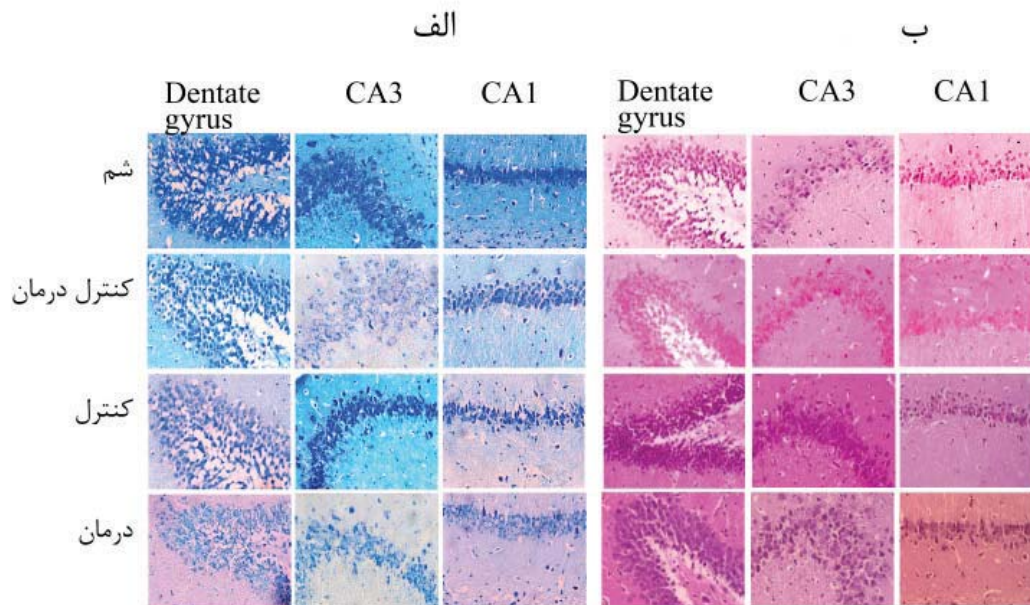 الف
ب
Dentate gyrus
CA3
CA1
Dentate gyrus
CA3
CA1
شم
کنترل درمان
کنترل
درمان